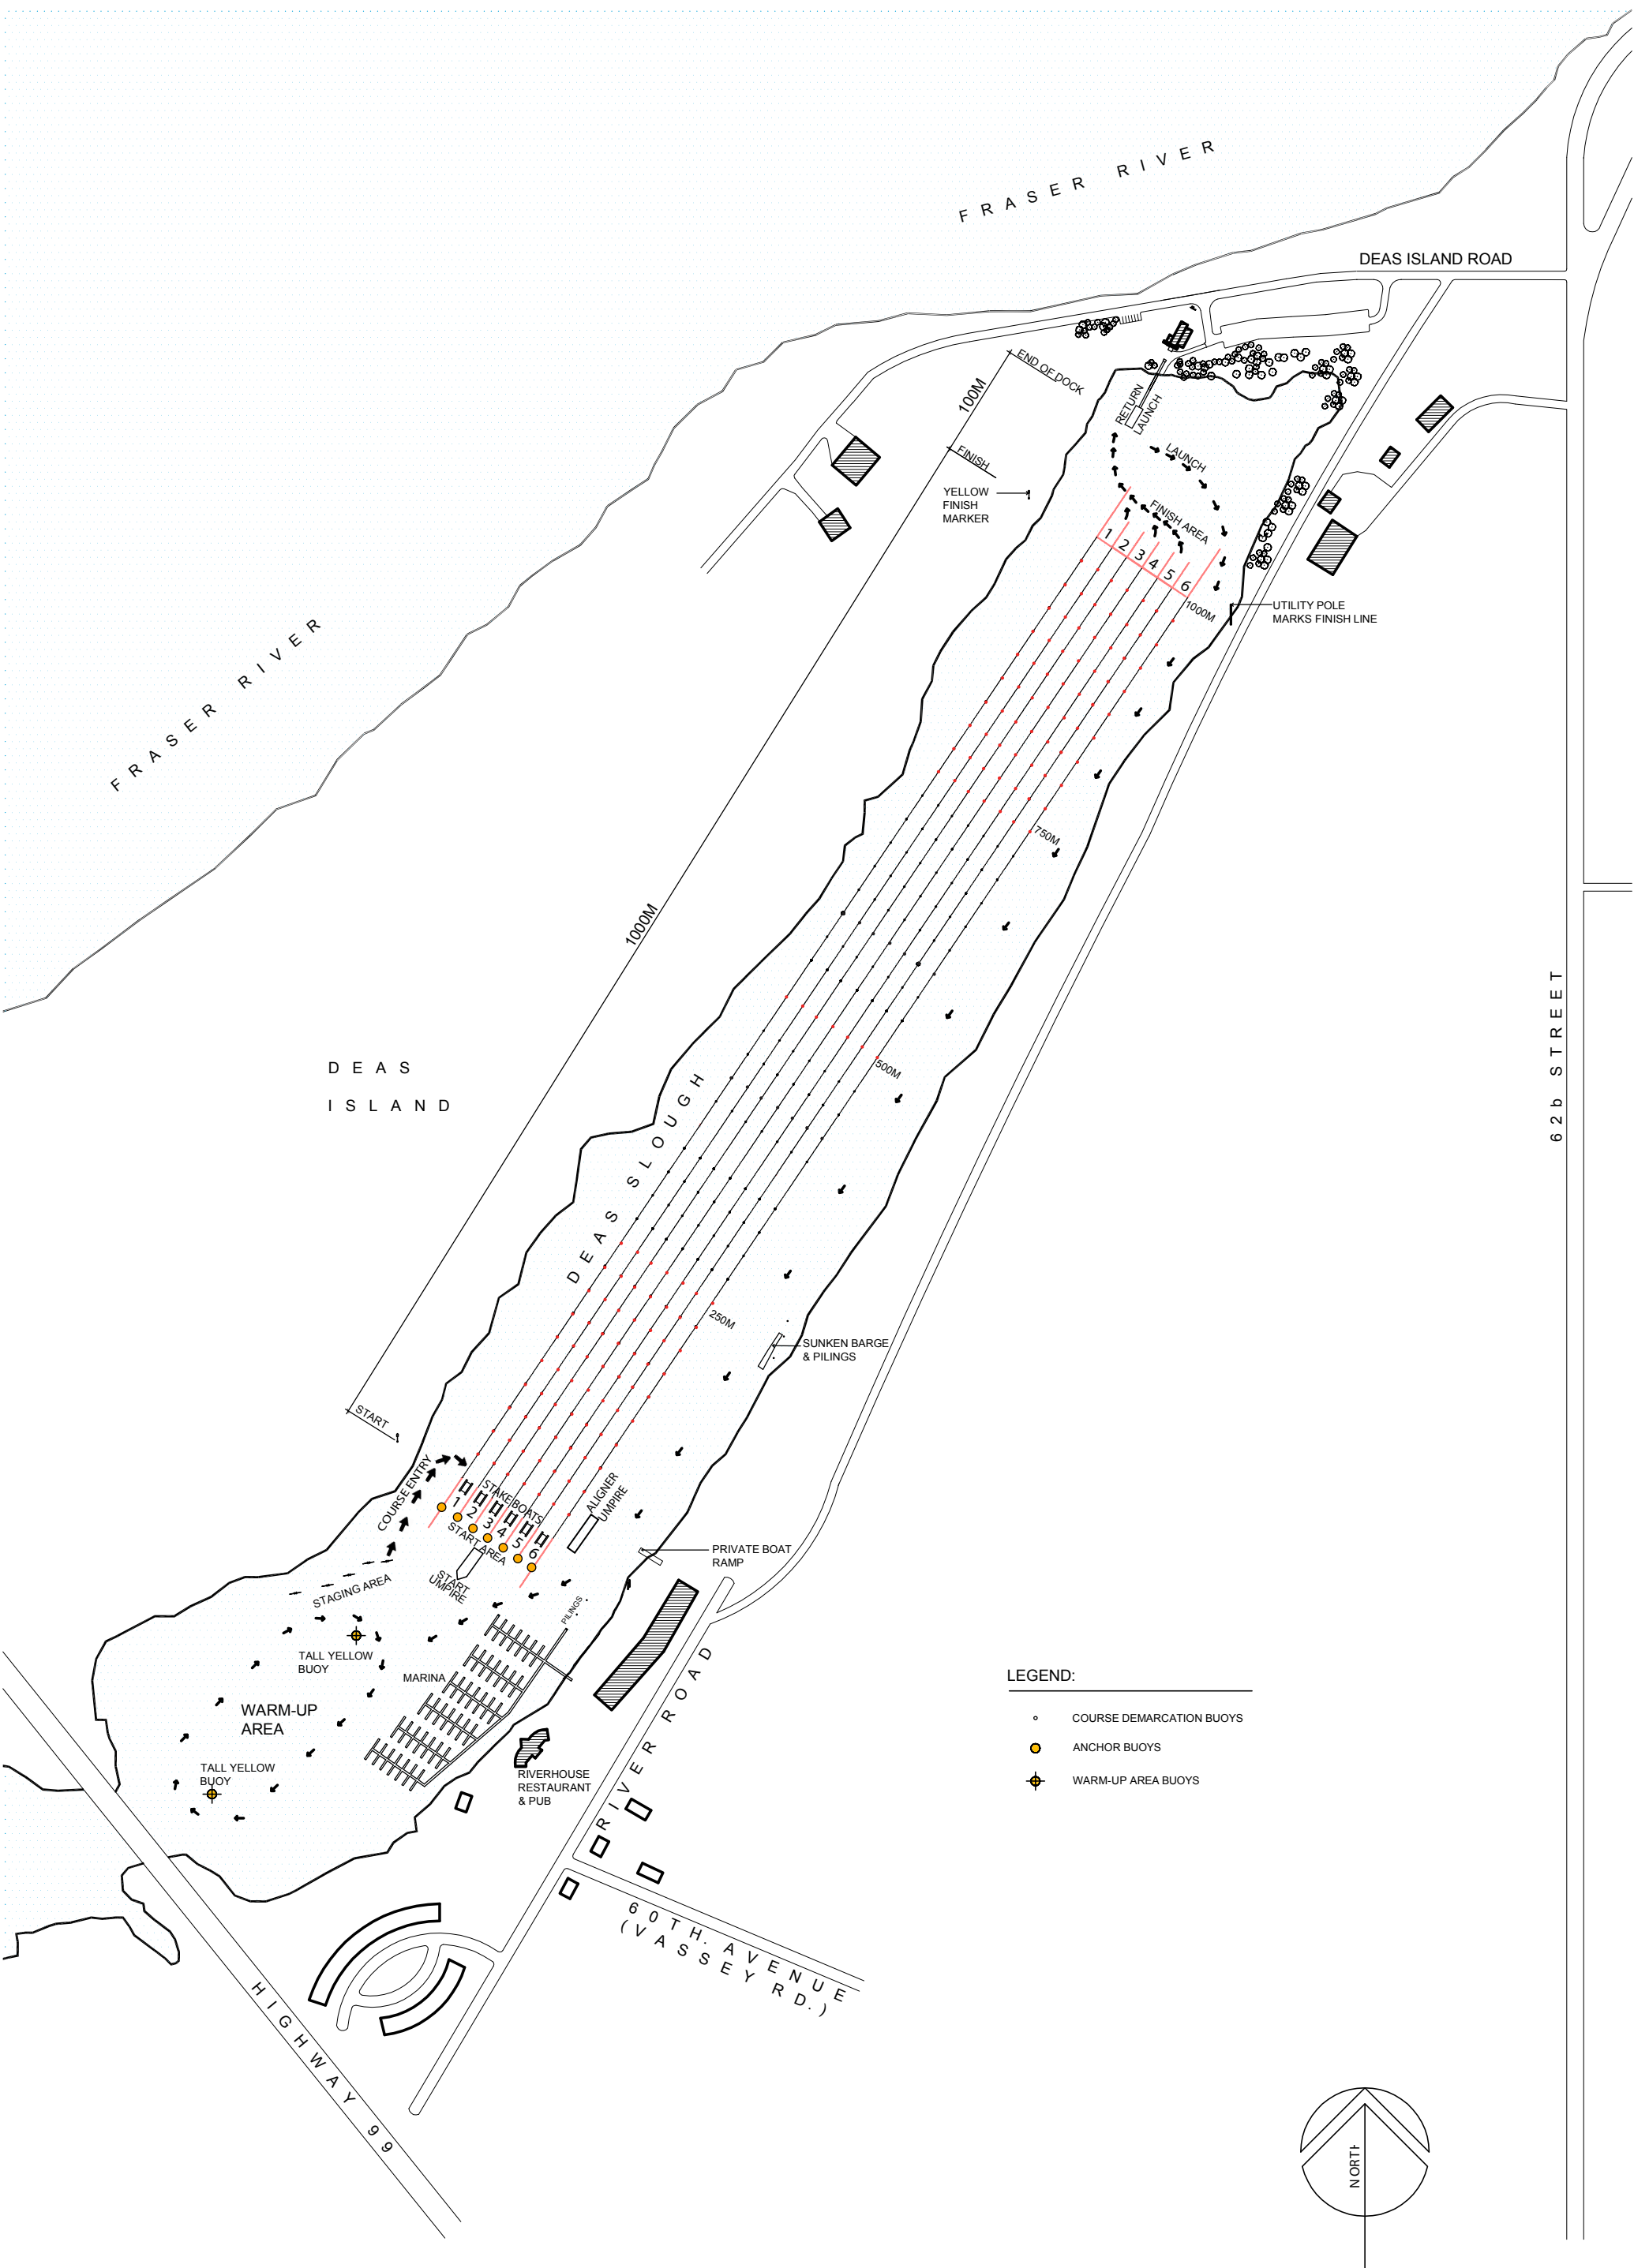 FRASER RIVER
DEAS ISLAND ROAD
END OF DOCK
100M
RETURN
LAUNCH
FINISH
LAUNCH
YELLOW
FINISH
MARKER
FINISH AREA
1
2
3
4
5
6
1000M
UTILITY POLE
MARKS FINISH LINE
FRASER RIVER
750M
1000M
62b STREET
500M
DEAS
ISLAND
DEAS SLOUGH
250M
SUNKEN BARGE
& PILINGS
START
COURSE ENTRY
STAKEBOATS
1
2
3
4
5
6
START AREA
ALIGNER
UMPIRE
PRIVATE BOAT
RAMP
START
UMPIRE
STAGING AREA
PILINGS
TALL YELLOW
BUOY
MARINA
WARM-UP
AREA
TALL YELLOW
BUOY
RIVERHOUSE
RESTAURANT
& PUB
RIVER ROAD
LEGEND:
COURSE DEMARCATION BUOYS
ANCHOR BUOYS
WARM-UP AREA BUOYS
60TH. AVENUE
(VASSEY RD.)
HIGHWAY 99
NORTH